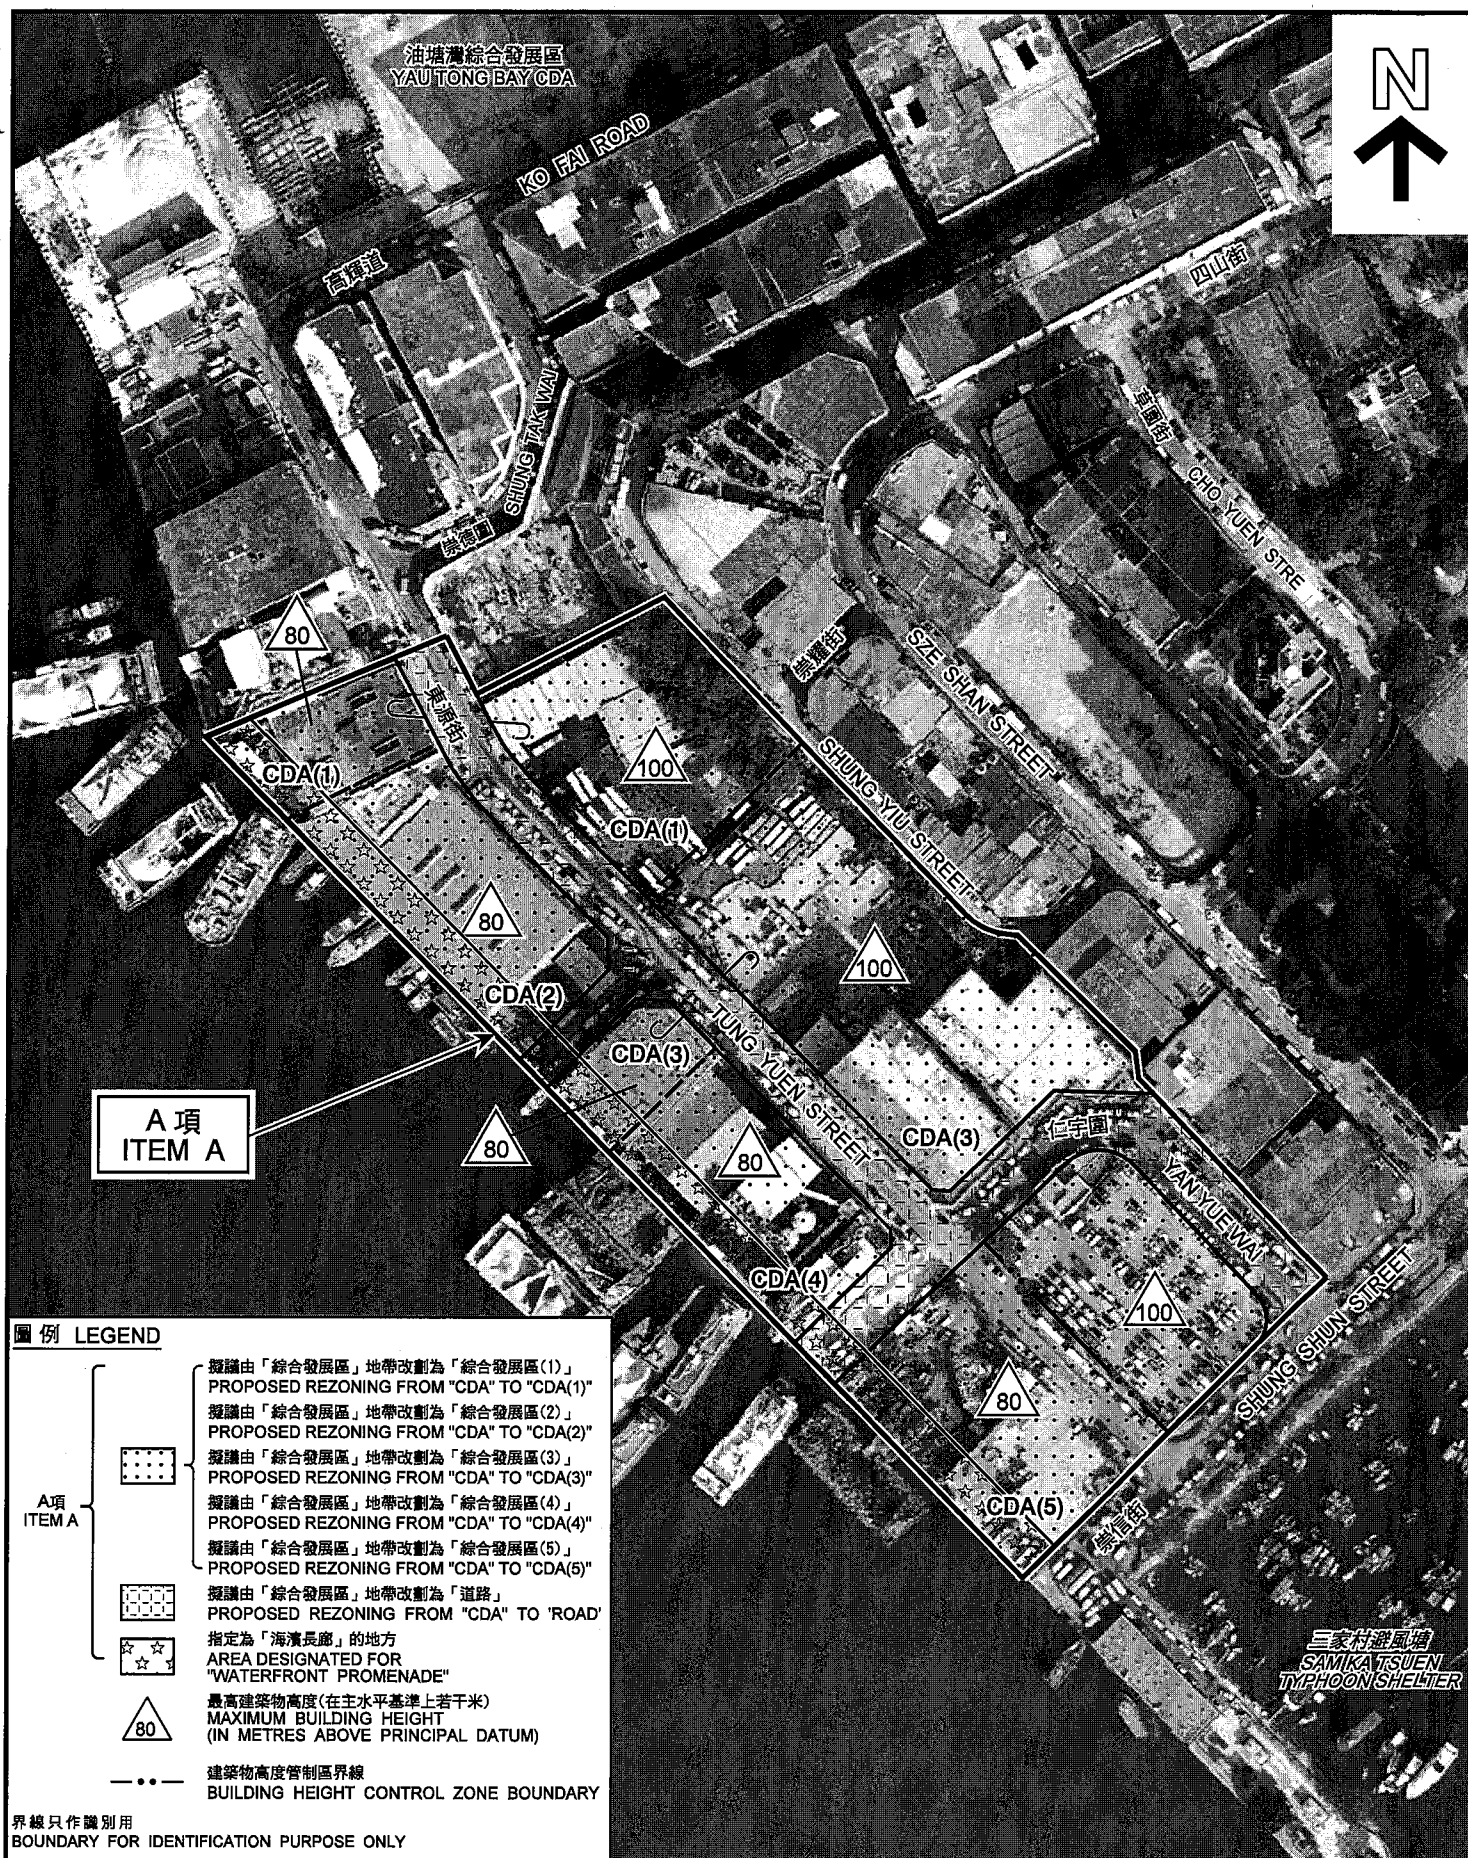 油塘灣綜合發展區
YAU TONG BAY CDA
N
KO FAI ROAD
高輝道
四山街
草園街
CHO YUEN STRE
SHUNG TAK WAI
崇德圍
80
東源街
崇耀街
SZE SHAN STREET
SHUNG YIU STREET
100
CDA(1)
CDA(1)
80
100
CDA(2)
CDA(3)
TUNG YUEN STREET
A 項
ITEM A
80
80
CDA(3)
仁宇圍
YAN YUE WAI
CDA(4)
100
SHUNG SHUN STREET
80
CDA(5)
崇信街
三家村避風塘
SAM KA TSUEN
TYPHOON SHELTER
圖例 LEGEND
A項
ITEM A
擬議由「綜合發展區」地帶改劃為「綜合發展區(1)」
PROPOSED REZONING FROM "CDA" TO "CDA(1)"
擬議由「綜合發展區」地帶改劃為「綜合發展區(2)」
PROPOSED REZONING FROM "CDA" TO "CDA(2)"
擬議由「綜合發展區」地帶改劃為「綜合發展區(3)」
PROPOSED REZONING FROM "CDA" TO "CDA(3)"
擬議由「綜合發展區」地帶改劃為「綜合發展區(4)」
PROPOSED REZONING FROM "CDA" TO "CDA(4)"
擬議由「綜合發展區」地帶改劃為「綜合發展區(5)」
PROPOSED REZONING FROM "CDA" TO "CDA(5)"
擬議由「綜合發展區」地帶改劃為「道路」
PROPOSED REZONING FROM "CDA" TO 'ROAD'
指定為「海濱長廊」的地方
AREA DESIGNATED FOR
"WATERFRONT PROMENADE"
80
最高建築物高度(在主水平基準上若干米)
MAXIMUM BUILDING HEIGHT
(IN METRES ABOVE PRINCIPAL DATUM)
建築物高度管制區界線
BUILDING HEIGHT CONTROL ZONE BOUNDARY
界線只作識別用
BOUNDARY FOR IDENTIFICATION PURPOSE ONLY